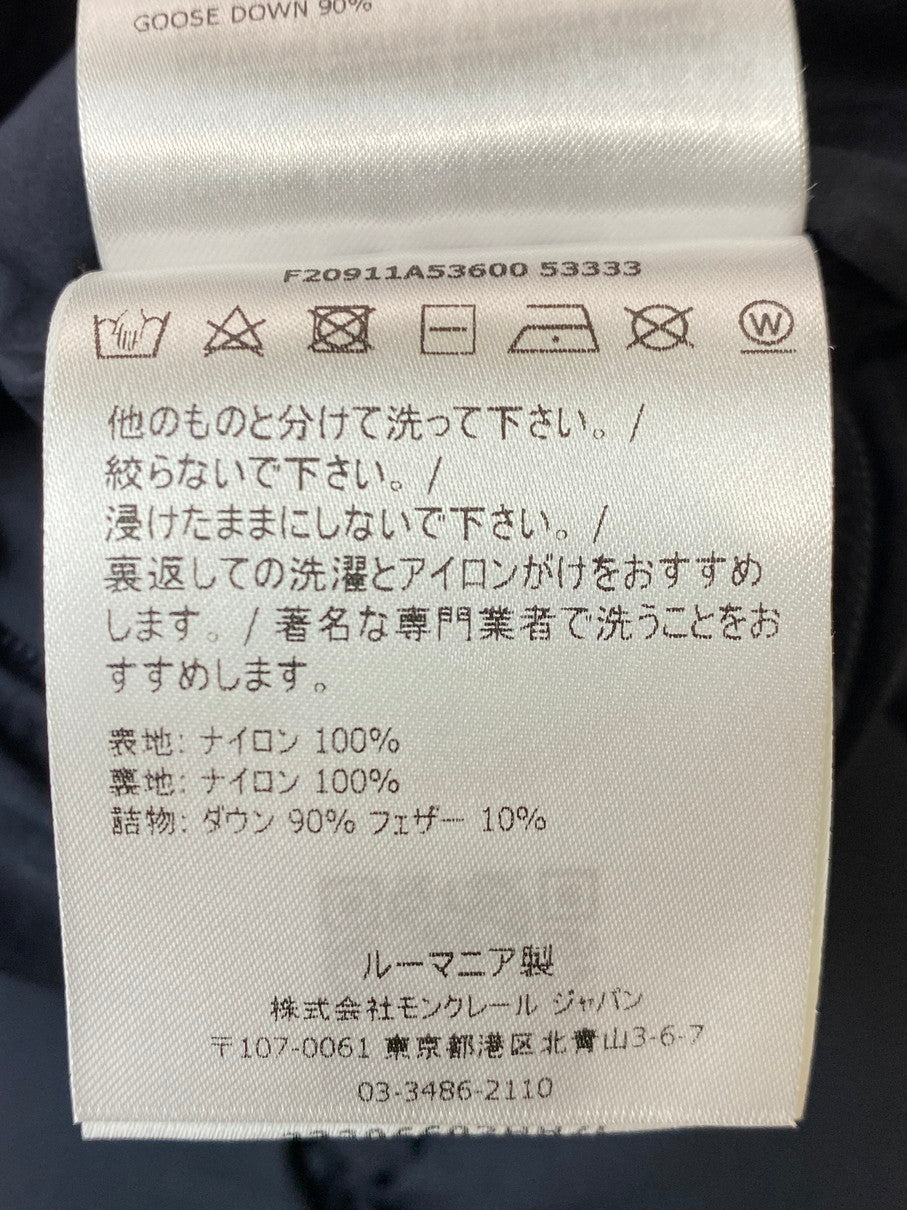 GOOSE DOWN 90%
F20911A53600 53333
W
他のものと分けて洗って下さい。/
絞らないで下さい。/
浸けたままにしないで下さい。/
裏返しての洗濯とアイロンがけをおすすめ
します。/ 著名な専門業者で洗うことをお
すすめします。
表地: ナイロン 100%
裏地: ナイロン 100%
詰物: ダウン 90% フェザー 10%
ルーマニア製
株式会社モンクレール ジャパン
〒107-0061 東京都港区北青山3-6-7
03-3486-2110